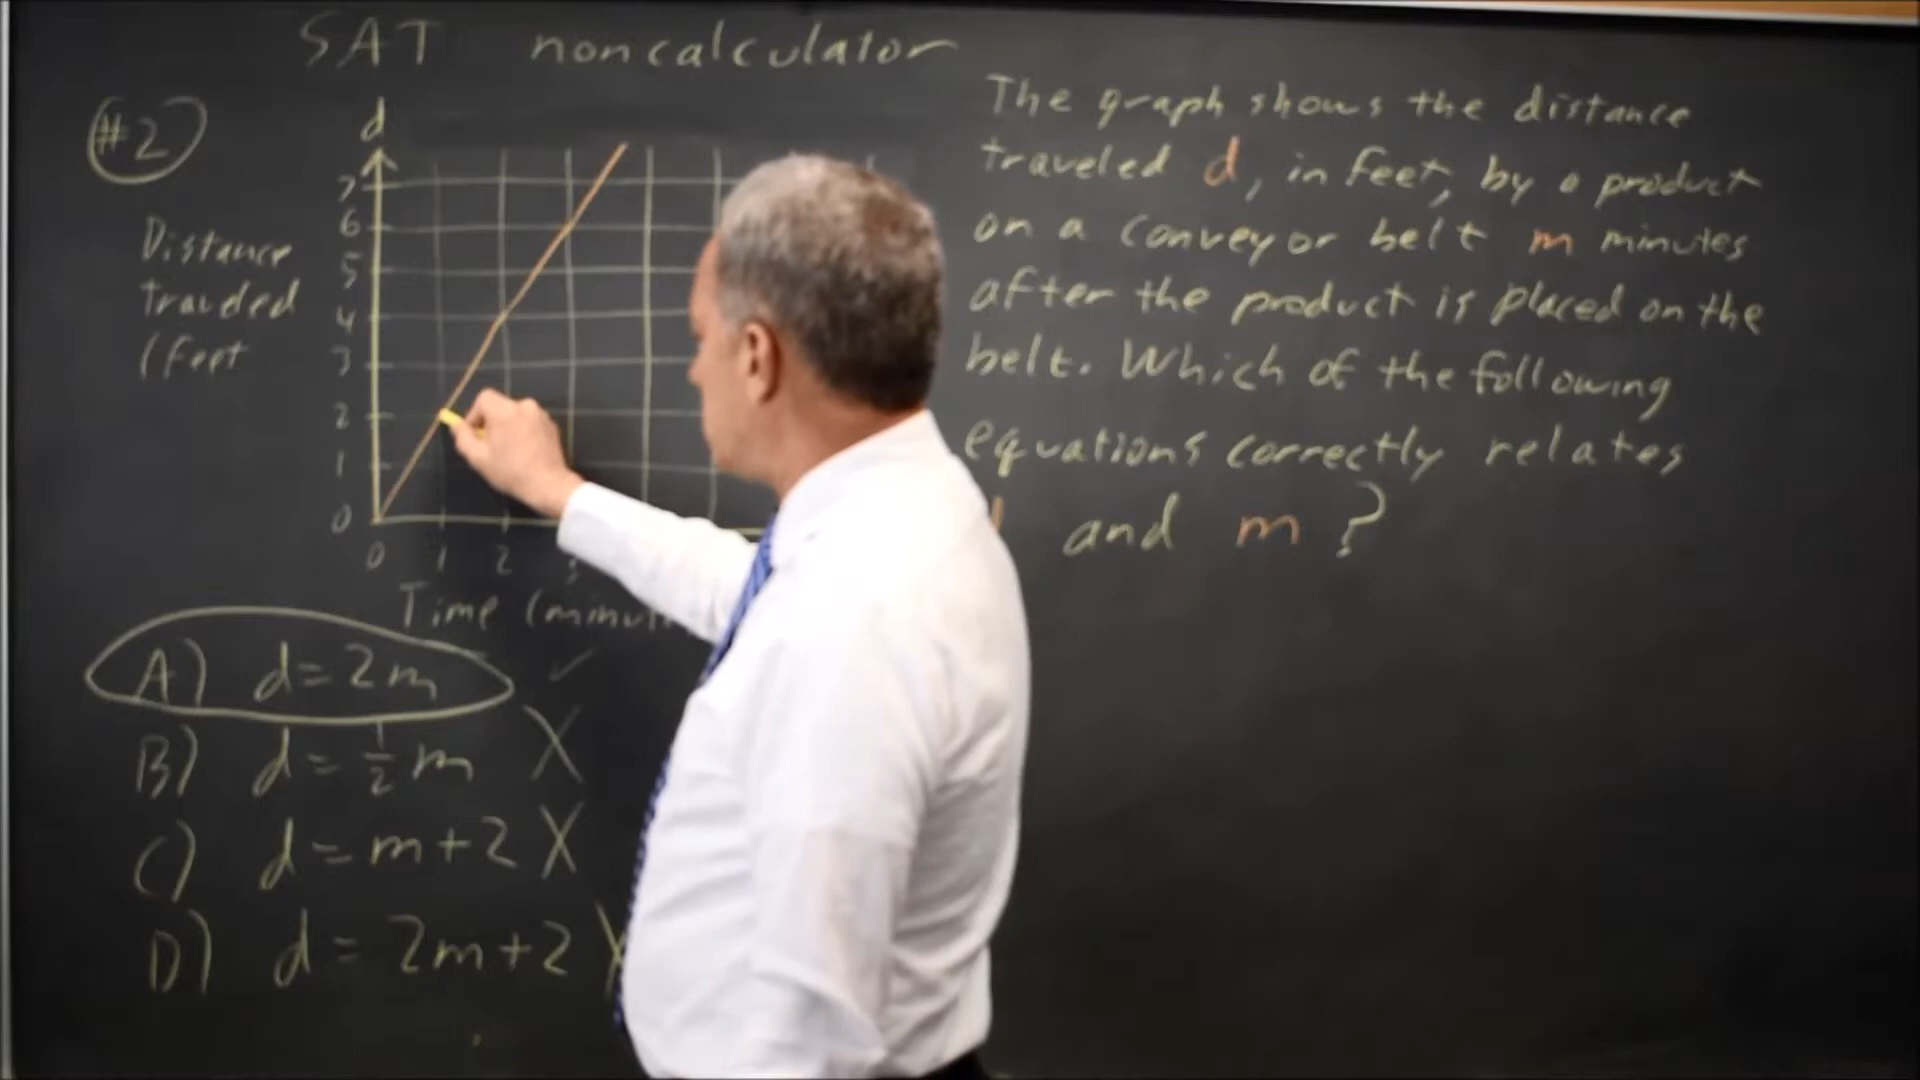 SAT noncalculator
#2
d
7
6
5
4
3
2
1
0
Distance
traveled
(feet
0 1 2 3
Time
A) d=2m ✓
B) d=1/2m X
C) d=m+2 X
D) d=2m+2 X
The graph shows the distance
traveled d, in feet, by a product
on a conveyor belt m minutes
after the product is placed on the
belt. Which of the following
equations correctly relates
and m?